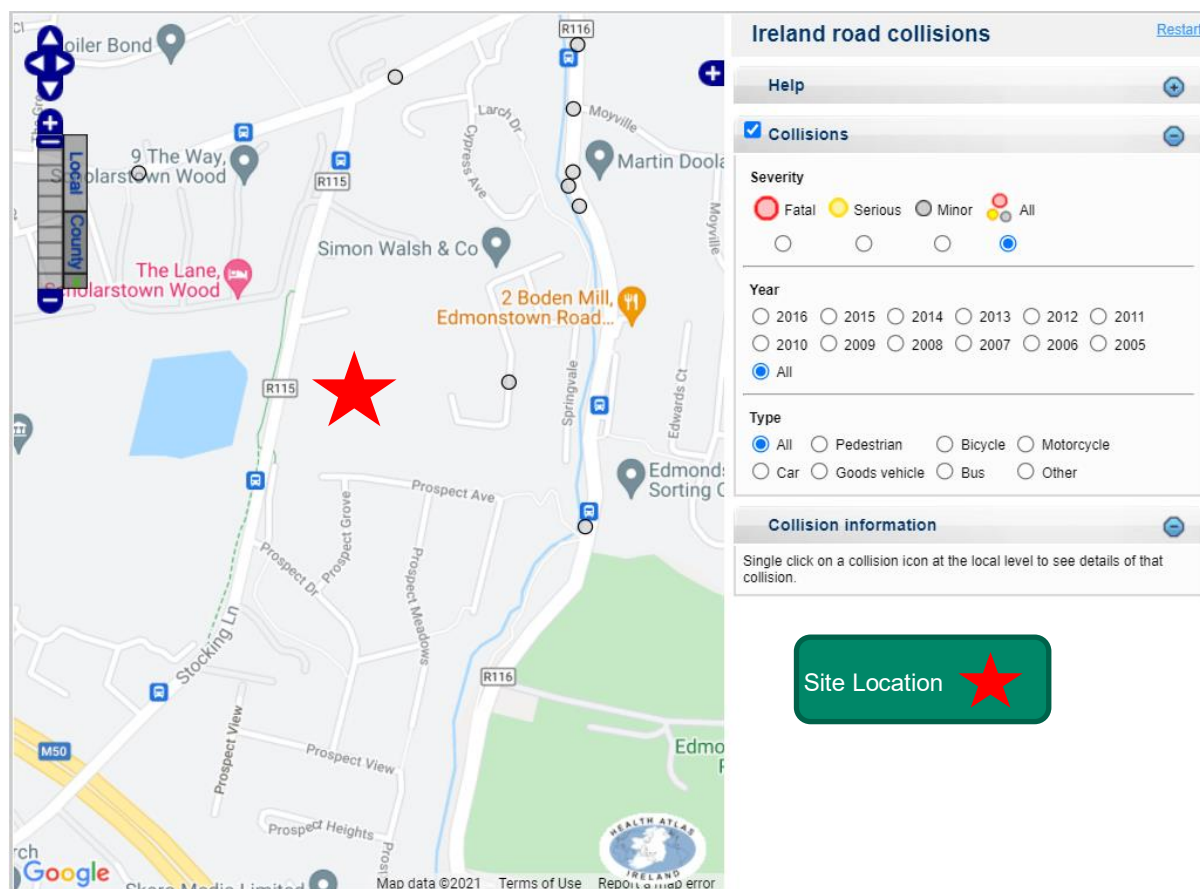 R116
oiler Bond
Larch Dr
Moyville
Cypress Ave
Martin Doola
9 The Way,
Scholarstown Wood
R115
Local
County
Simon Walsh & Co
Moyville
The Lane,
Scholarstown Wood
2 Boden Mill,
Edmonstown Road...
R115
Springvale
Edwards Ct
Edmonds
Sorting C
Prospect Ave
Prospect Grove
Prospect Dr
Prospect Meadows
Stocking Ln
R116
Prospect View
M50
Prospect View
Edmo
Prospect Heights
Prost
rch
HEALTH ATLAS
IRELAND
Google
Map data ©2021 Terms of Use Report a map error
Ireland road collisions
Restart
Help
Collisions
Severity
Fatal Serious Minor All
Year
2016 2015 2014 2013 2012 2011
2010 2009 2008 2007 2006 2005
All
Type
All Pedestrian Bicycle Motorcycle
Car Goods vehicle Bus Other
Collision information
Single click on a collision icon at the local level to see details of that
collision.
Site Location